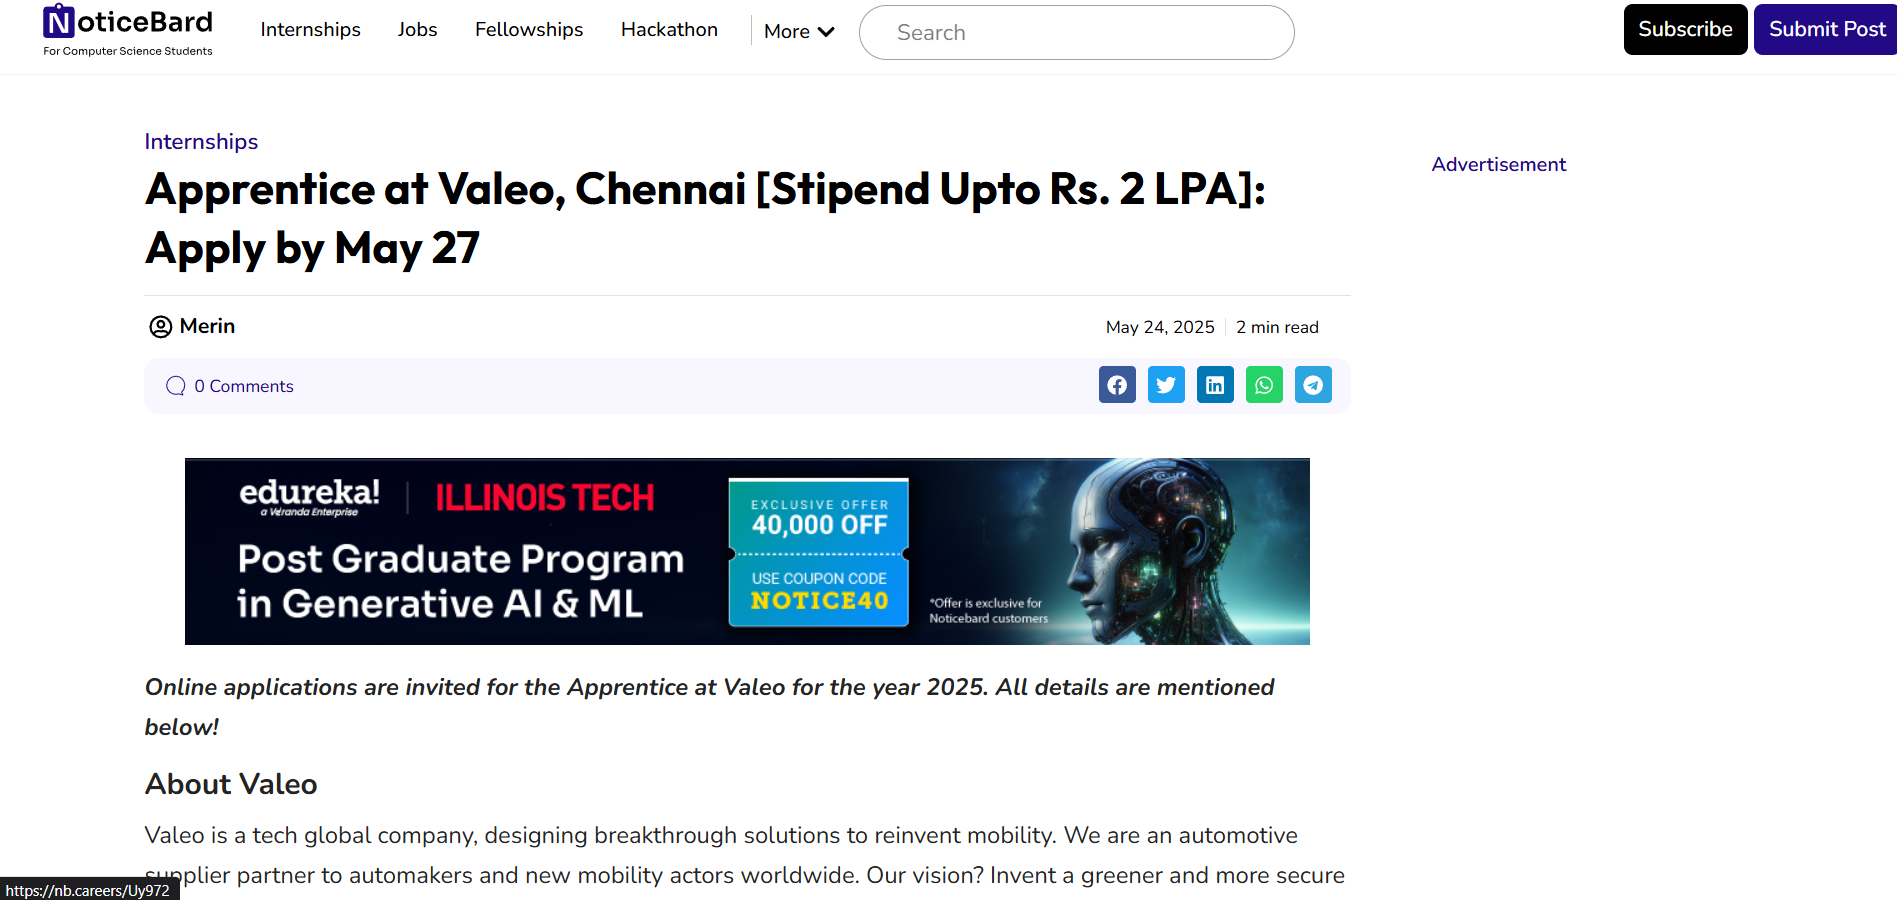 NoticeBard
For Computer Science Students
Internships
Jobs
Fellowships
Hackathon
More
Search
Subscribe
Submit Post
Internships
Apprentice at Valeo, Chennai [Stipend Upto Rs. 2 LPA]:
Apply by May 27
Advertisement
Merin
May 24, 2025
2 min read
0 Comments
edureka!
a Veranda Enterprise
ILLINOIS TECH
Post Graduate Program
in Generative AI & ML
EXCLUSIVE OFFER
40,000 OFF
USE COUPON CODE
NOTICE40
*Offer is exclusive for
Noticebard customers
Online applications are invited for the Apprentice at Valeo for the year 2025. All details are mentioned
below!
About Valeo
Valeo is a tech global company, designing breakthrough solutions to reinvent mobility. We are an automotive
supplier partner to automakers and new mobility actors worldwide. Our vision? Invent a greener and more secure
https://nb.careers/Uy972